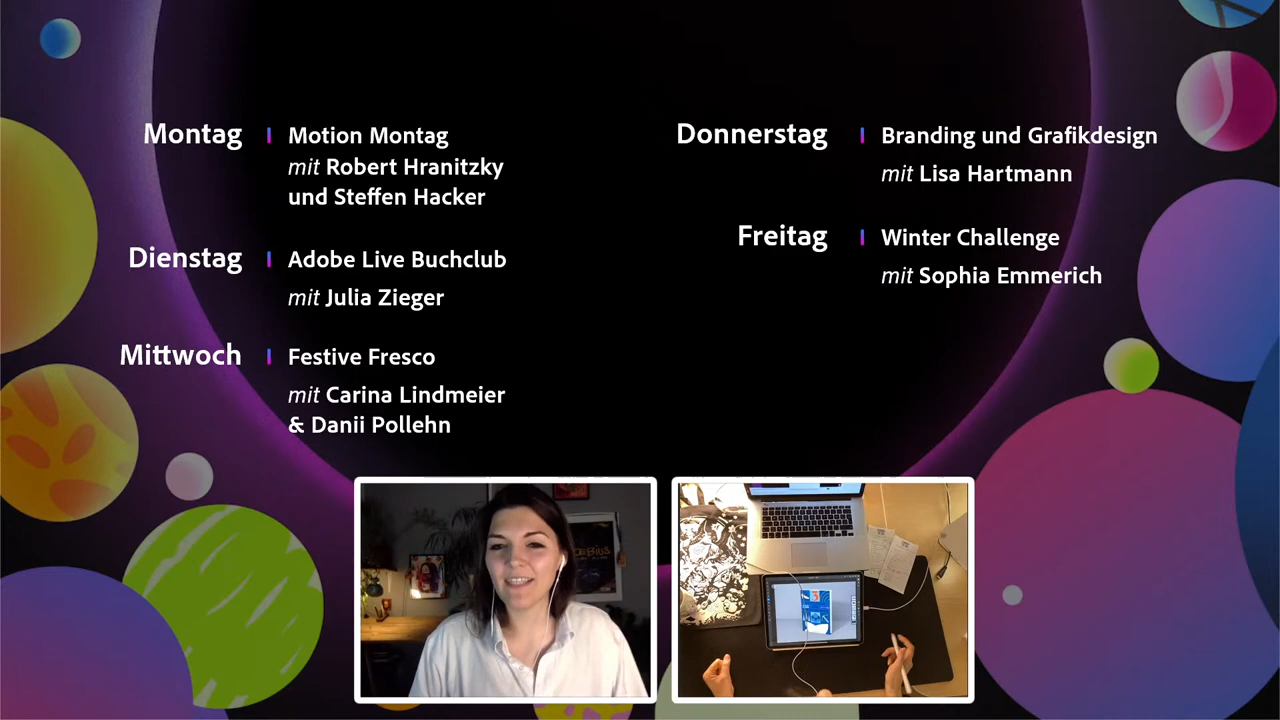 Montag
Motion Montag
mit Robert Hranitzky
und Steffen Hacker
Dienstag
Adobe Live Buchclub
mit Julia Zieger
Mittwoch
Festive Fresco
mit Carina Lindmeier
& Danii Pollehn
Donnerstag
Branding und Grafikdesign
mit Lisa Hartmann
Freitag
Winter Challenge
mit Sophia Emmerich